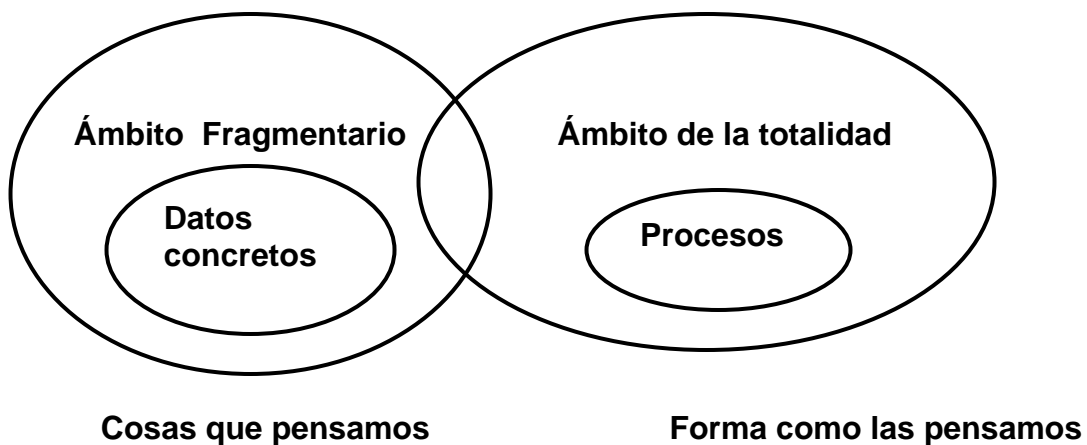 Ámbito Fragmentario
Datos
concretos
Ámbito de la totalidad
Procesos
Cosas que pensamos
Forma como las pensamos